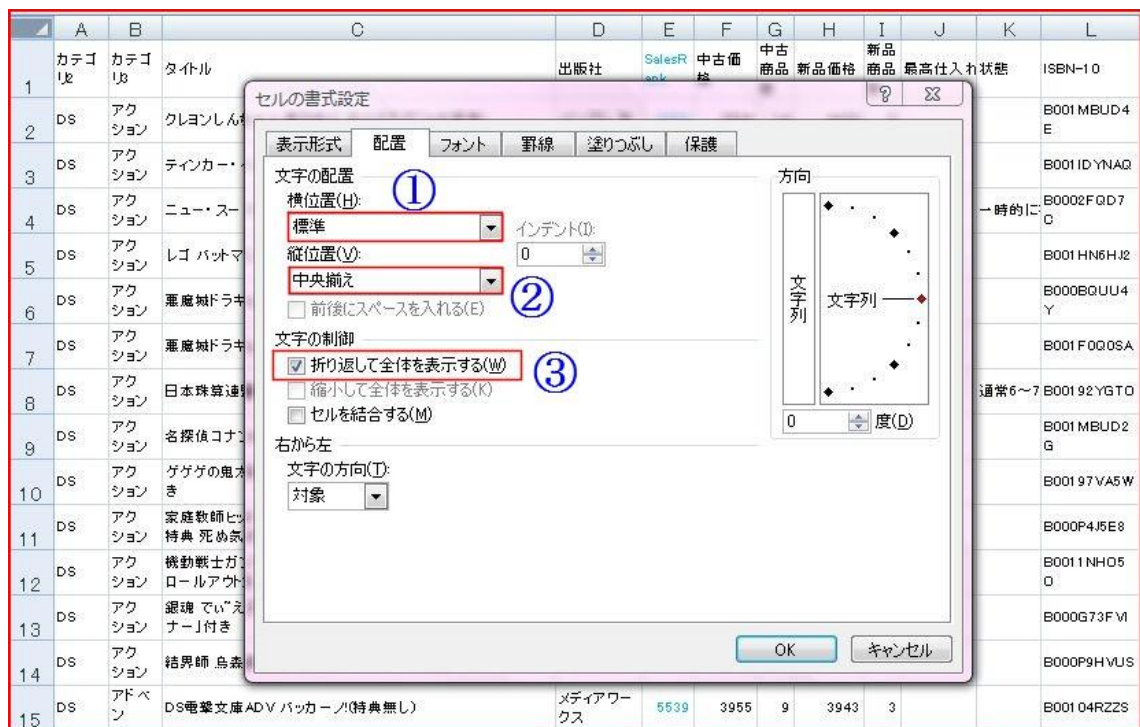 A B C D E F G H I J K L
1 カテゴリ2 カテゴリ3 タイトル 出版社 SalesRank 中古価格 中古商品 新品価格 新品商品 最高仕入れ 状態 ISBN-10
セルの書式設定
表示形式 配置 フォント 罫線 塗りつぶし 保護
文字の配置
横位置(H): ①
標準
インデント(I):
縦位置(V): 0
中央揃え ②
前後にスペースを入れる(E)
文字の制御
折り返して全体を表示する(W) ③
縮小して全体を表示する(K)
セルを結合する(M)
右から左
文字の方向(T):
対象
方向
文字列
文字列
0 度(D)
OK キャンセル
2 DS アクション クレヨンしん B001MBUD4E
3 DS アクション ティンカー・ B001IDYNAQ
4 DS アクション ニュー・スー 一時的に B0002FQD7C
5 DS アクション レゴ バットマ B001HN6HJ2
6 DS アクション 悪魔城ドラキ B000BQUU4Y
7 DS アクション 悪魔城ドラキ B001F0Q0SA
8 DS アクション 日本珠算連盟 通常6~7 B00192YGTO
9 DS アクション 名探偵コナン B001MBUD2G
10 DS アクション ゲゲゲの鬼太 き B00197VA5W
11 DS アクション 家庭教師ヒッ 特典 死ぬ気 B000P4J5E8
12 DS アクション 機動戦士ガン ロールアウト B0011NHO5O
13 DS アクション 銀魂 でぃ~え ナー」付き B000G73FVI
14 DS アクション 結界師 烏森 B000P9HVUS
15 DS アドベン DS電撃文庫ADV バッカーノ!(特典無し) メディアワークス 5539 3955 9 3943 3 B00104RZZS